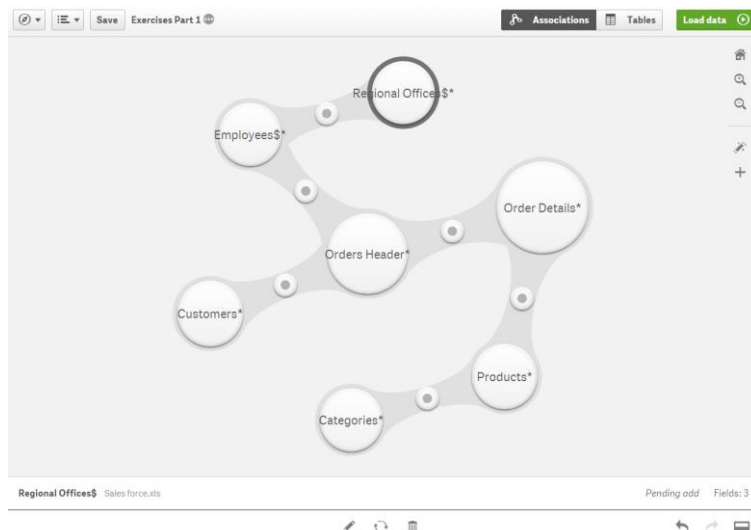 Save Exercises Part 1 Associations Tables Load data
Regional Offices$*
Employees$*
Order Details*
Orders Header*
Customers*
Products*
Categories*
Regional Offices$ Sales force.xls Pending add Fields: 3